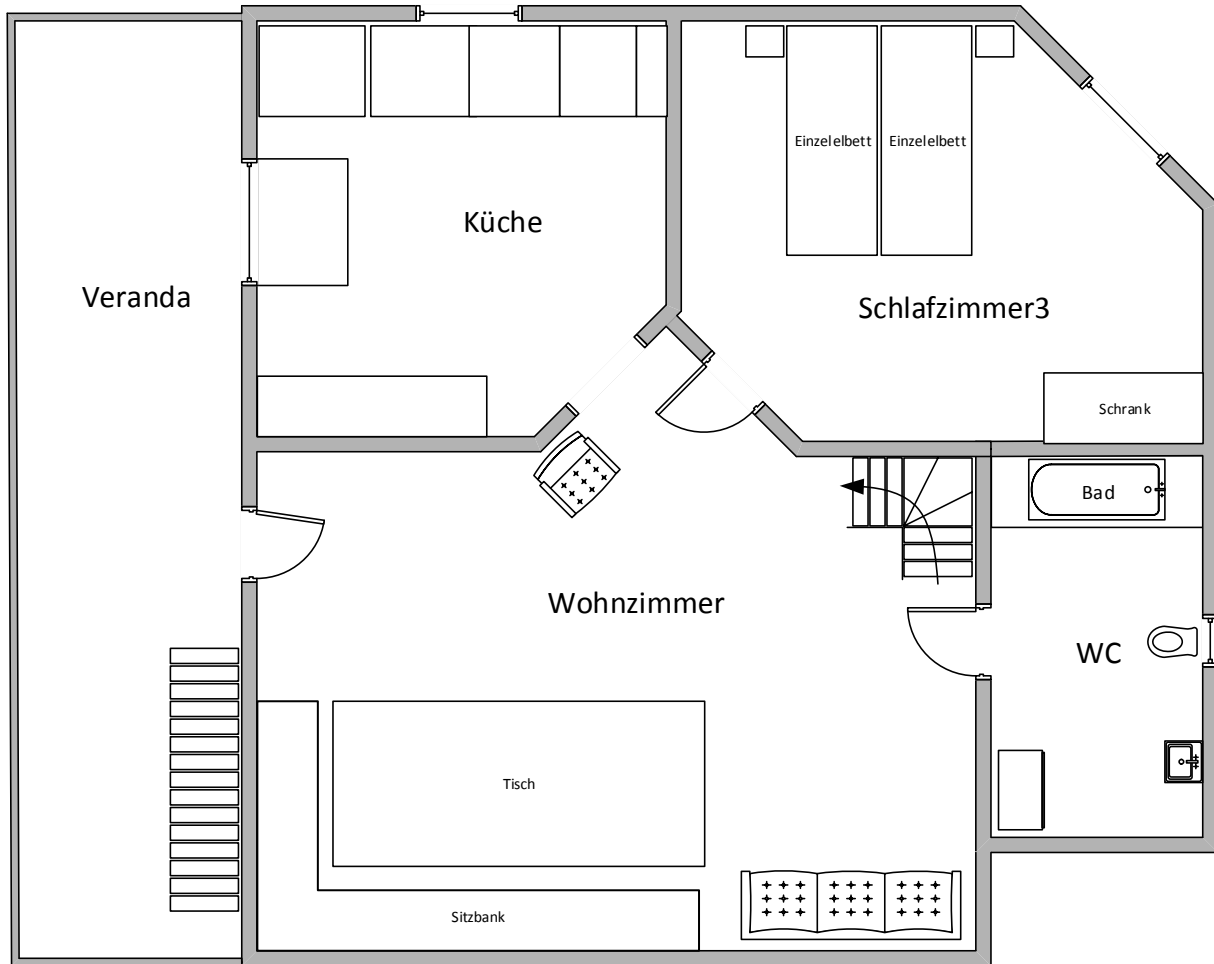 Einzelelbett
Einzelelbett
Küche
Veranda
Schlafzimmer3
Schrank
Bad
Wohnzimmer
WC
Tisch
Sitzbank